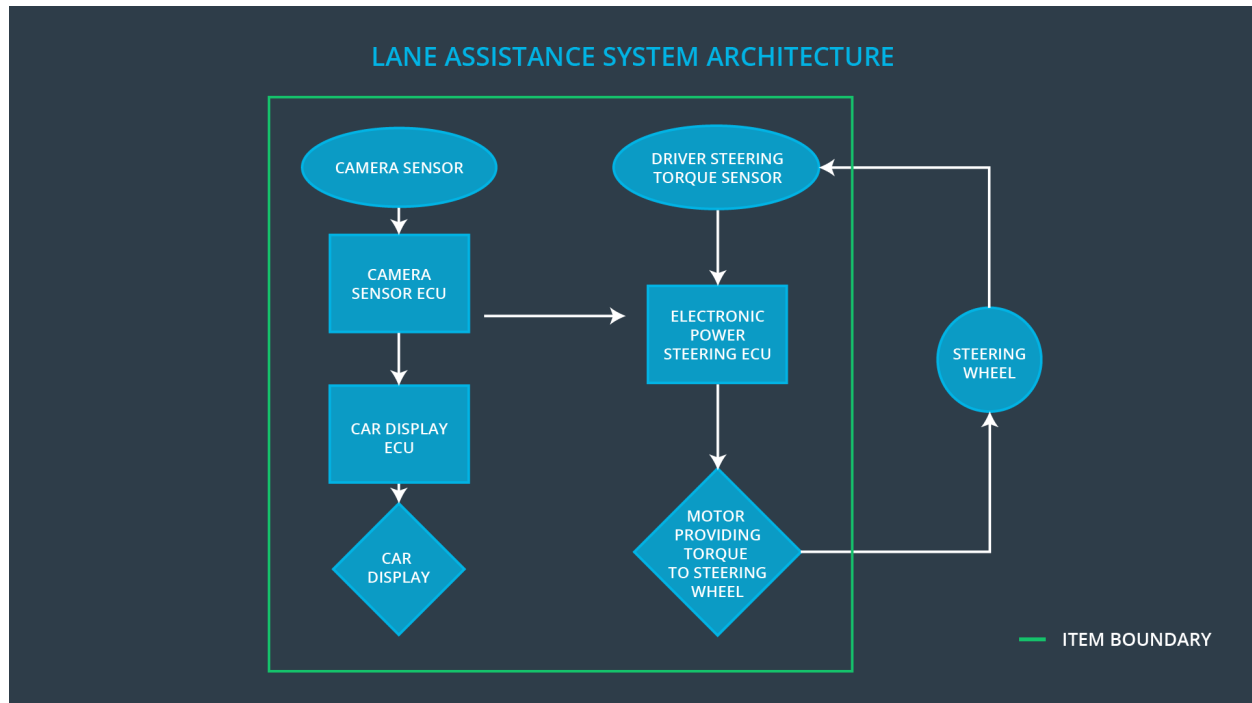 LANE ASSISTANCE SYSTEM ARCHITECTURE
CAMERA SENSOR
CAMERA
SENSOR ECU
CAR DISPLAY
ECU
CAR
DISPLAY
DRIVER STEERING
TORQUE SENSOR
ELECTRONIC
POWER
STEERING ECU
MOTOR
PROVIDING
TORQUE
TO STEERING
WHEEL
STEERING
WHEEL
ITEM BOUNDARY